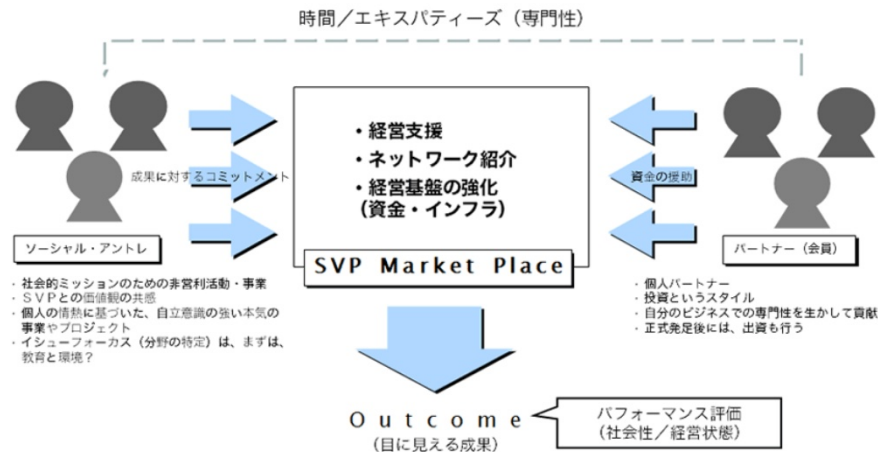 時間／エキスパティーズ（専門性）
・経営支援
・ネットワーク紹介
・経営基盤の強化
（資金・インフラ）
成果に対するコミットメント
資金の援助
ソーシャル・アントレ
SVP Market Place
パートナー（会員）
・社会的ミッションのための非営利活動・事業
・ＳＶＰとの価値観の共感
・個人の情熱に基づいた、自立意識の強い本気の
事業やプロジェクト
・イシューフォーカス（分野の特定）は、まずは、
教育と環境？
・個人パートナー
・投資というスタイル
・自分のビジネスでの専門性を生かして貢献
・正式発足後には、出資も行う
Outcome
（目に見える成果）
パフォーマンス評価
（社会性／経営状態）